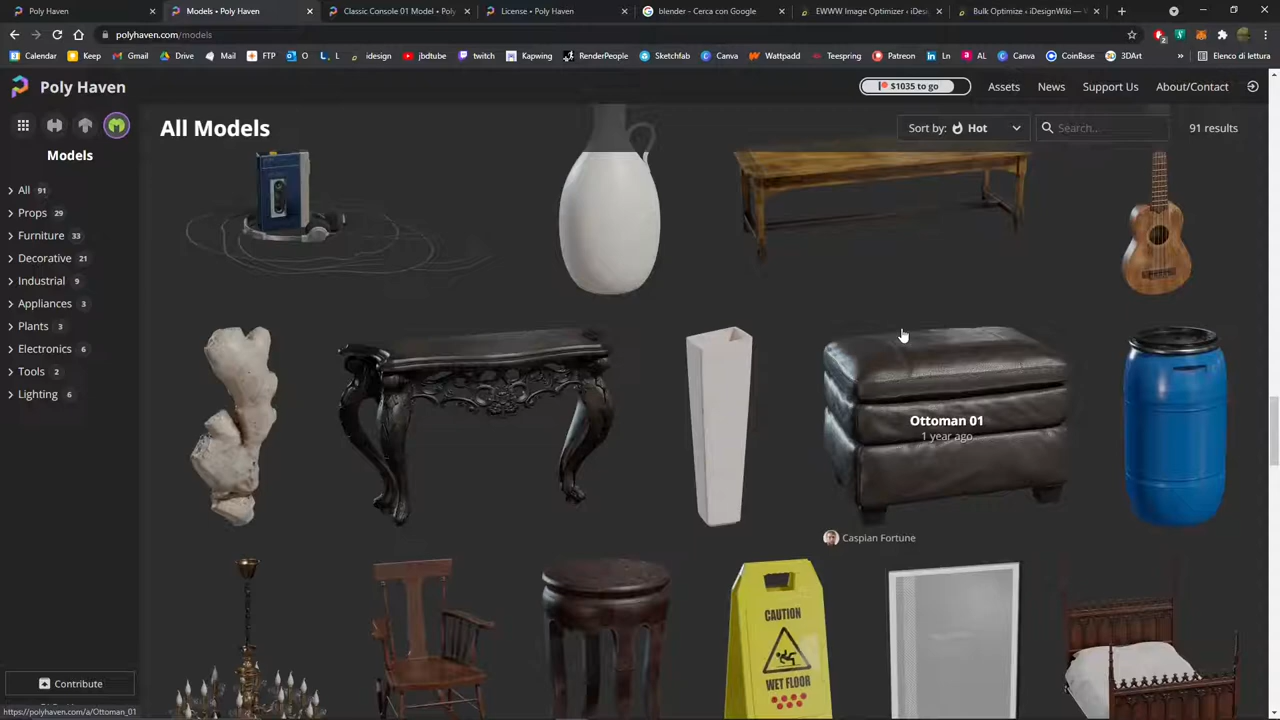 Poly Haven
Models • Poly Haven
Classic Console 01 Model • Poly
License • Poly Haven
blender - Cerca con Google
EWWW Image Optimizer ‹ iDesign
Bulk Optimize ‹ iDesignWiki — W
polyhaven.com/models
Calendar
Keep
Gmail
Drive
Mail
FTP
O
L
idesign
jbdtube
twitch
Kapwing
RenderPeople
Sketchfab
Canva
Wattpadd
Teespring
Patreon
Ln
AL
Canva
CoinBase
3DArt
»
Elenco di lettura
Poly Haven
$1035 to go
Assets
News
Support Us
About/Contact
All Models
Sort by: Hot
Search...
91 results
Models
All 91
Props 29
Furniture 33
Decorative 21
Industrial 9
Appliances 3
Plants 3
Electronics 6
Tools 2
Lighting 6
Ottoman 01
1 year ago
Caspian Fortune
CAUTION
WET FLOOR
Contribute
https://polyhaven.com/a/Ottoman_01